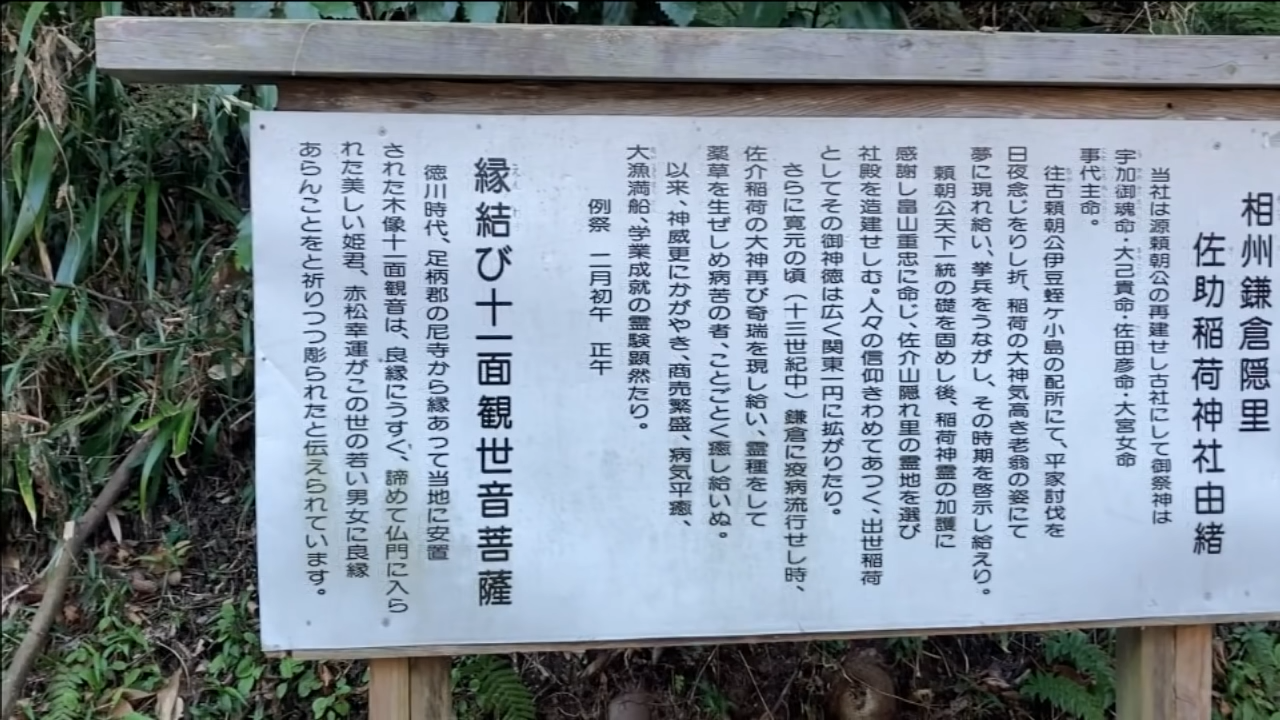 相州鎌倉隠里
佐助稲荷神社由緒
当社は源頼朝公の再建せし古社にして御祭神は
宇加御魂命・大己貴命・佐田彦命・大宮女命
事代主命。
往古頼朝公伊豆蛭ケ小島の配所にて、平家討伐を
日夜念じをりし折、稲荷の大神気高き老翁の姿にて
夢に現れ給い、挙兵をうながし、その時期を啓示し給えり。
頼朝公天下一統の礎を固めし後、稲荷神霊の加護に
感謝し畠山重忠に命じ、佐介山隠れ里の霊地を選び
社殿を造建せしむ。人々の信仰きわめてあつく、出世稲荷
としてその御神徳は広く関東一円に拡がりたり。
さらに寛元の頃（十三世紀中）鎌倉に疫病流行せし時、
佐介稲荷の大神再び奇瑞を現し給い、霊種をして
薬草を生ぜしめ病苦の者、ことごとく癒し給いぬ。
以来、神威更にかがやき、商売繁盛、病気平癒、
大漁満船、学業成就の霊験顕然たり。
例祭 二月初午 正午
縁結び十一面観世音菩薩
徳川時代、足柄郡の尼寺から縁あって当地に安置
された木像十一面観音は、良縁にうすく、諦めて仏門に入ら
れた美しい姫君、赤松幸運がこの世の若い男女に良縁
あらんことをと祈りつつ彫られたと伝えられています。